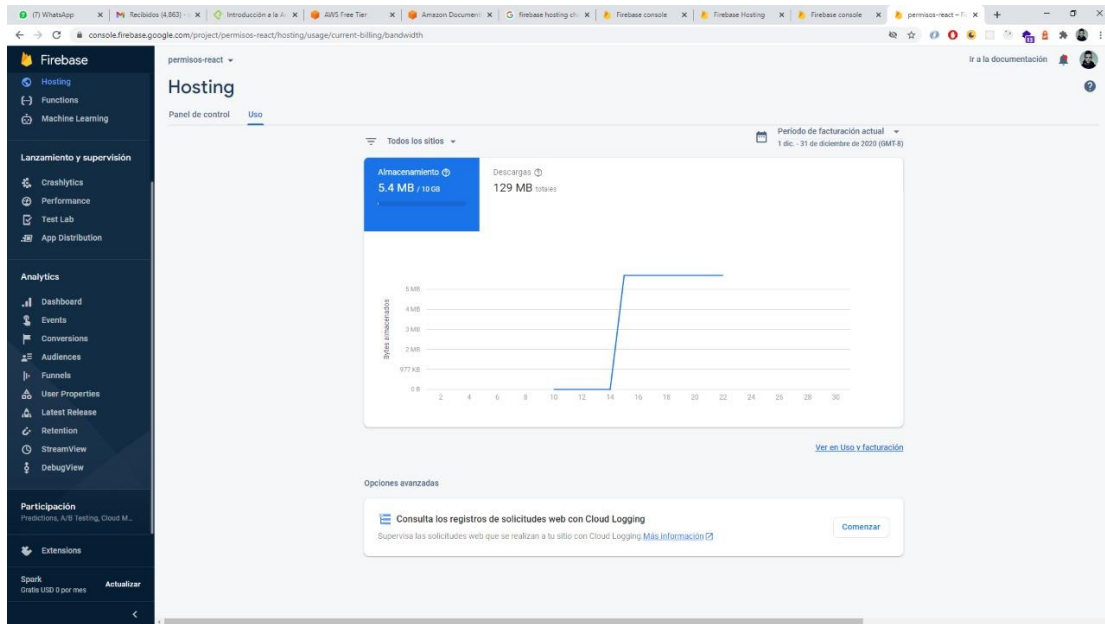 (7) WhatsApp
Recibidos (4,863) -
Introducción a la A
AWS Free Tier
Amazon Document
firebase hosting
Firebase console
Firebase Hosting
Firebase console
permisos-react – F
console.firebase.google.com/project/permisos-react/hosting/usage/current-billing/bandwidth
Firebase
permisos-react
Ir a la documentación
Hosting
Functions
Machine Learning
Lanzamiento y supervisión
Crashlytics
Performance
Test Lab
App Distribution
Analytics
Dashboard
Events
Conversions
Audiences
Funnels
User Properties
Latest Release
Retention
StreamView
DebugView
Participación
Predictions, A/B Testing, Cloud M...
Extensions
Spark
Gratis USD 0 por mes
Actualizar
Hosting
Panel de control
Uso
Todos los sitios
Período de facturación actual
1 dic. - 31 de diciembre de 2020 (GMT-8)
Almacenamiento
5.4 MB / 10 GB
Descargas
129 MB totales
Bytes almacenados
5 MB
4 MB
3 MB
2 MB
977 KB
0 B
2 4 6 8 10 12 14 16 18 20 22 24 26 28 30
Ver en Uso y facturación
Opciones avanzadas
Consulta los registros de solicitudes web con Cloud Logging
Supervisa las solicitudes web que se realizan a tu sitio con Cloud Logging. Más información
Comenzar